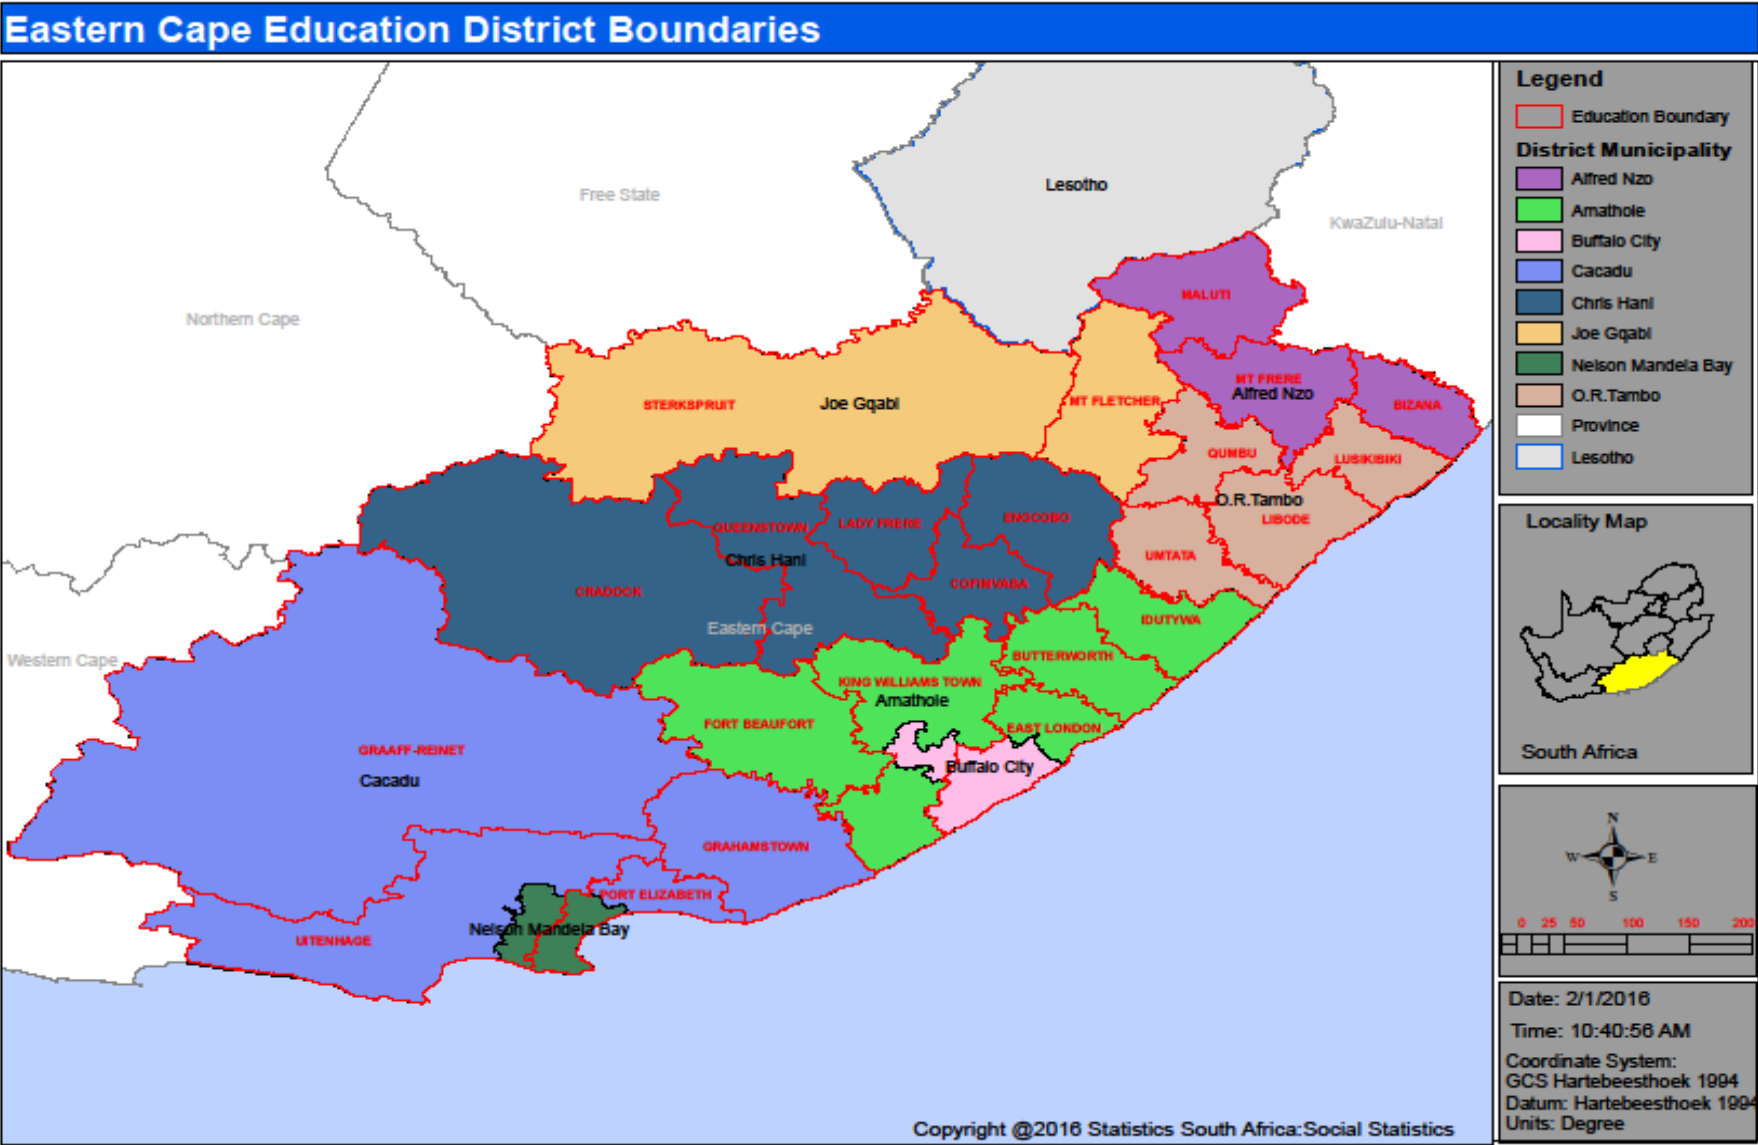 Eastern Cape Education District Boundaries
Lesotho
Free State
KwaZulu-Natal
Northern Cape
MALUTI
MT FRERE
Alfred Nzo
BIZANA
STERKSPRUIT
Joe Gqabi
MT FLETCHER
QUMBU
LUSIKISIKI
O.R.Tambo
LIBODE
QUEENSTOWN
LADY FRERE
ENGCOBO
Chris Hani
UMTATA
CRADDOCK
COFIMVABA
IDUTYWA
Eastern Cape
BUTTERWORTH
Western Cape
KING WILLIAMS TOWN
Amathole
FORT BEAUFORT
EAST LONDON
GRAAFF-REINET
Cacadu
Buffalo City
GRAHAMSTOWN
PORT ELIZABETH
Nelson Mandela Bay
UITENHAGE
Copyright @2016 Statistics South Africa:Social Statistics
Legend
Education Boundary
District Municipality
Alfred Nzo
Amathole
Buffalo City
Cacadu
Chris Hani
Joe Gqabi
Nelson Mandela Bay
O.R.Tambo
Province
Lesotho
Locality Map
South Africa
N
W E
S
0 25 50 100 150 200
Date: 2/1/2016
Time: 10:40:56 AM
Coordinate System:
GCS Hartebeesthoek 1994
Datum: Hartebeesthoek 1994
Units: Degree